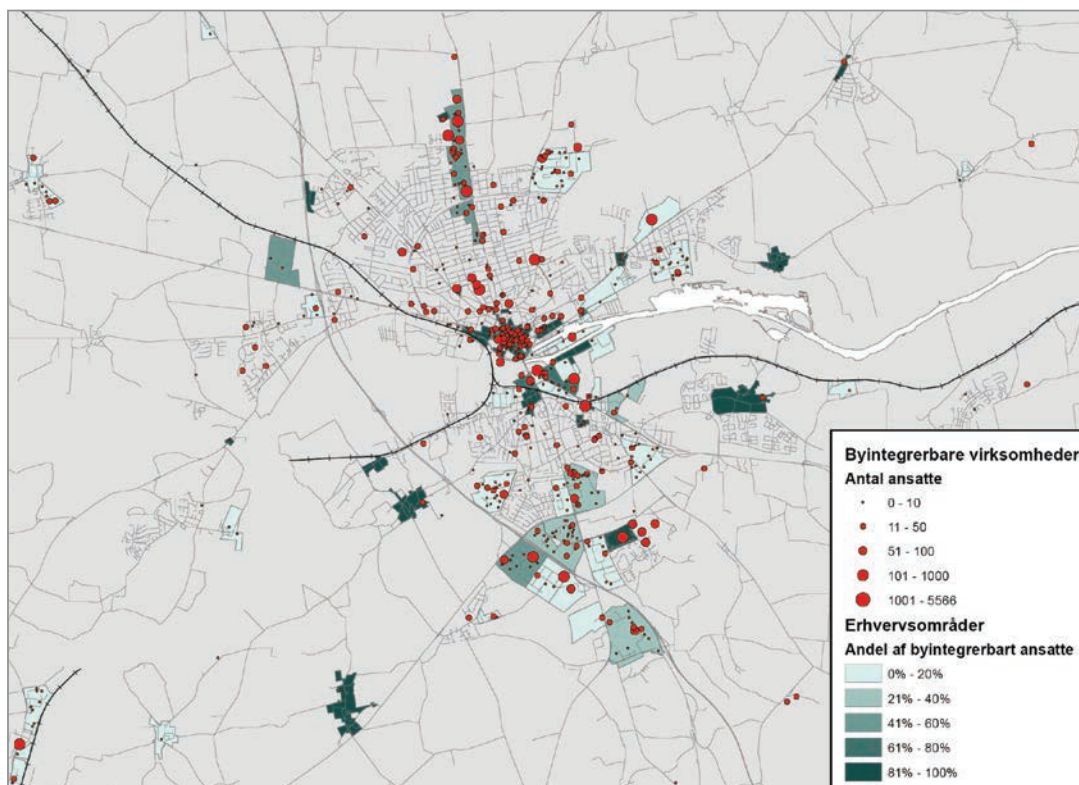 Byintegrerbare virksomheder
Antal ansatte
0 - 10
11 - 50
51 - 100
101 - 1000
1001 - 5566
Erhvervsområder
Andel af byintegrerbart ansatte
0% - 20%
21% - 40%
41% - 60%
61% - 80%
81% - 100%